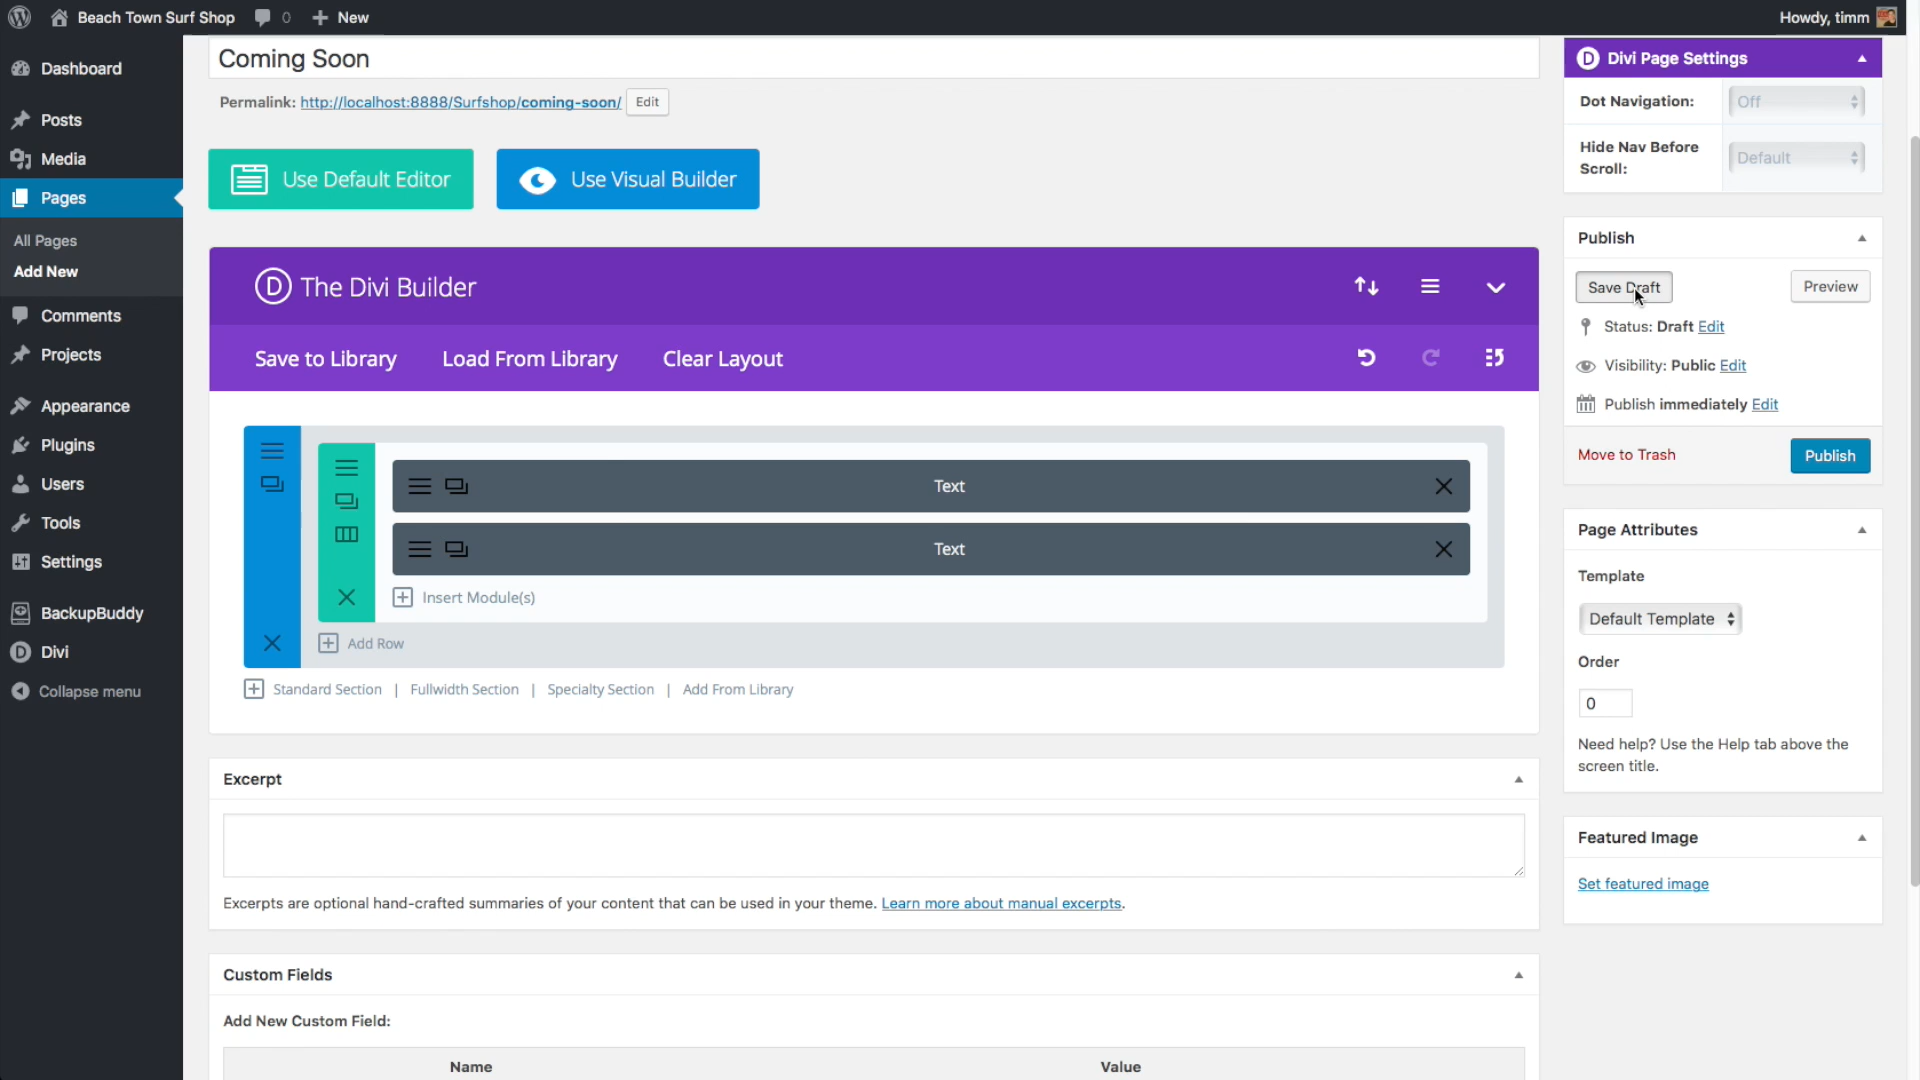 Beach Town Surf Shop 0 New Howdy, timm
Dashboard
Posts
Media
Pages
All Pages
Add New
Comments
Projects
Appearance
Plugins
Users
Tools
Settings
BackupBuddy
Divi
Collapse menu
Coming Soon
Permalink: http://localhost:8888/Surfshop/coming-soon/ Edit
Use Default Editor Use Visual Builder
D The Divi Builder
Save to Library Load From Library Clear Layout
Text
Text
Insert Module(s)
Add Row
Standard Section | Fullwidth Section | Specialty Section | Add From Library
Excerpt
Excerpts are optional hand-crafted summaries of your content that can be used in your theme. Learn more about manual excerpts.
Custom Fields
Add New Custom Field:
Name Value
D Divi Page Settings
Dot Navigation: Off
Hide Nav Before
Scroll:
Default
Publish
Save Draft Preview
Status: Draft Edit
Visibility: Public Edit
Publish immediately Edit
Move to Trash Publish
Page Attributes
Template
Default Template
Order
0
Need help? Use the Help tab above the
screen title.
Featured Image
Set featured image